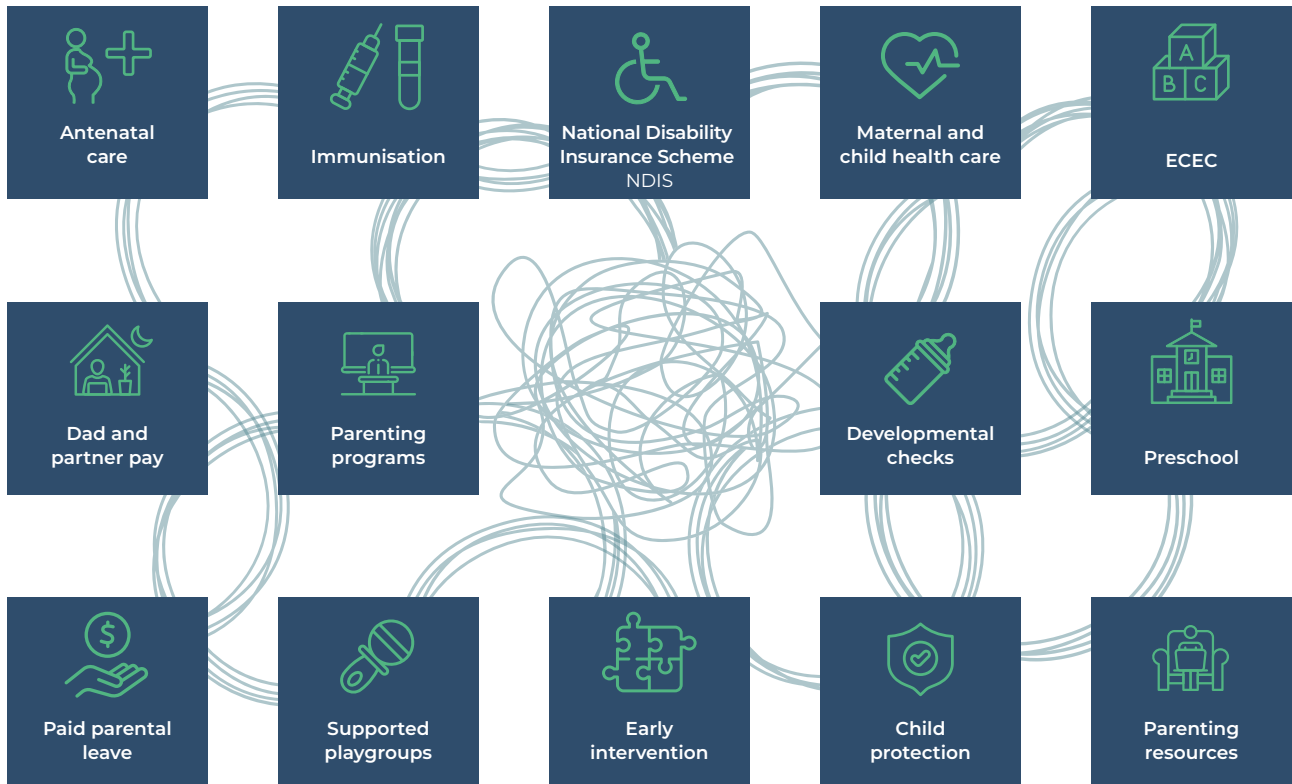 Antenatal
care
Immunisation
National Disability
Insurance Scheme
NDIS
Maternal and
child health care
A
B C
ECEC
Dad and
partner pay
Parenting
programs
Developmental
checks
Preschool
$
Paid parental
leave
Supported
playgroups
Early
intervention
Child
protection
Parenting
resources